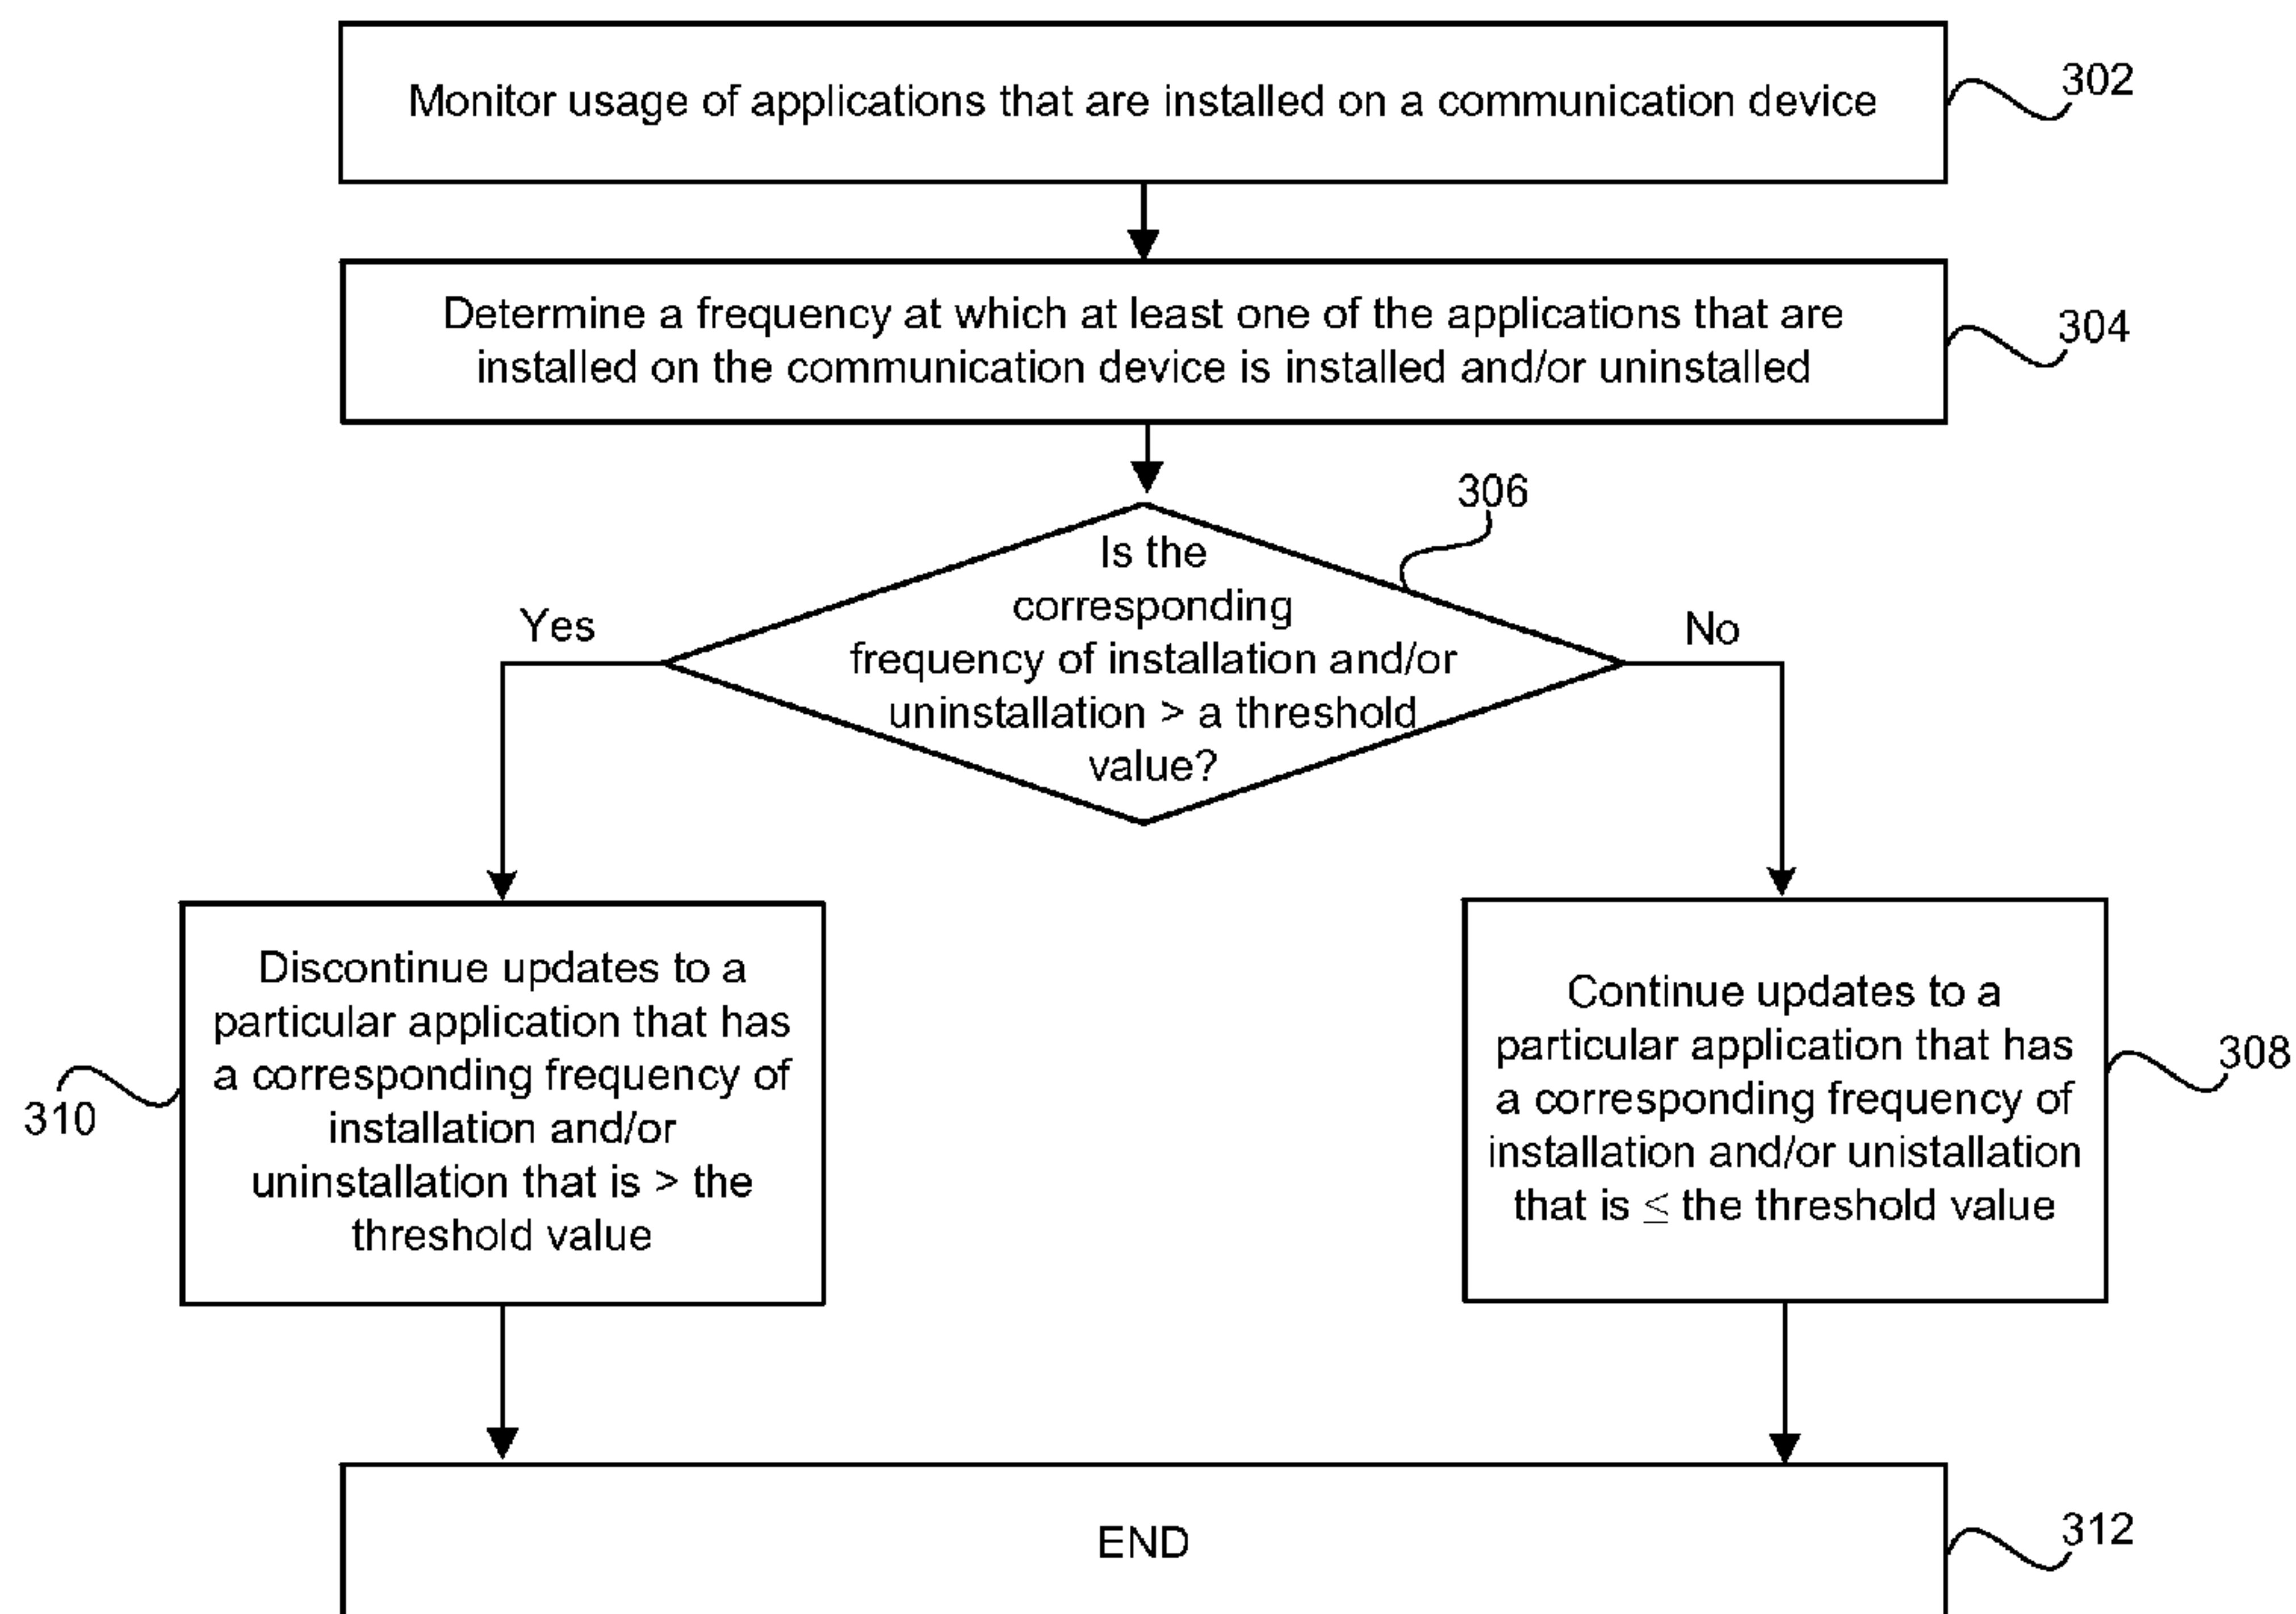 Monitor usage of applications that are installed on a communication device
302
Determine a frequency at which at least one of the applications that are
installed on the communication device is installed and/or uninstalled
304
306
Is the
corresponding
frequency of installation and/or
uninstallation > a threshold
value?
Yes
No
Discontinue updates to a
particular application that has
a corresponding frequency of
installation and/or
uninstallation that is > the
threshold value
310
Continue updates to a
particular application that has
a corresponding frequency of
installation and/or unistallation
that is ≤ the threshold value
308
END
312